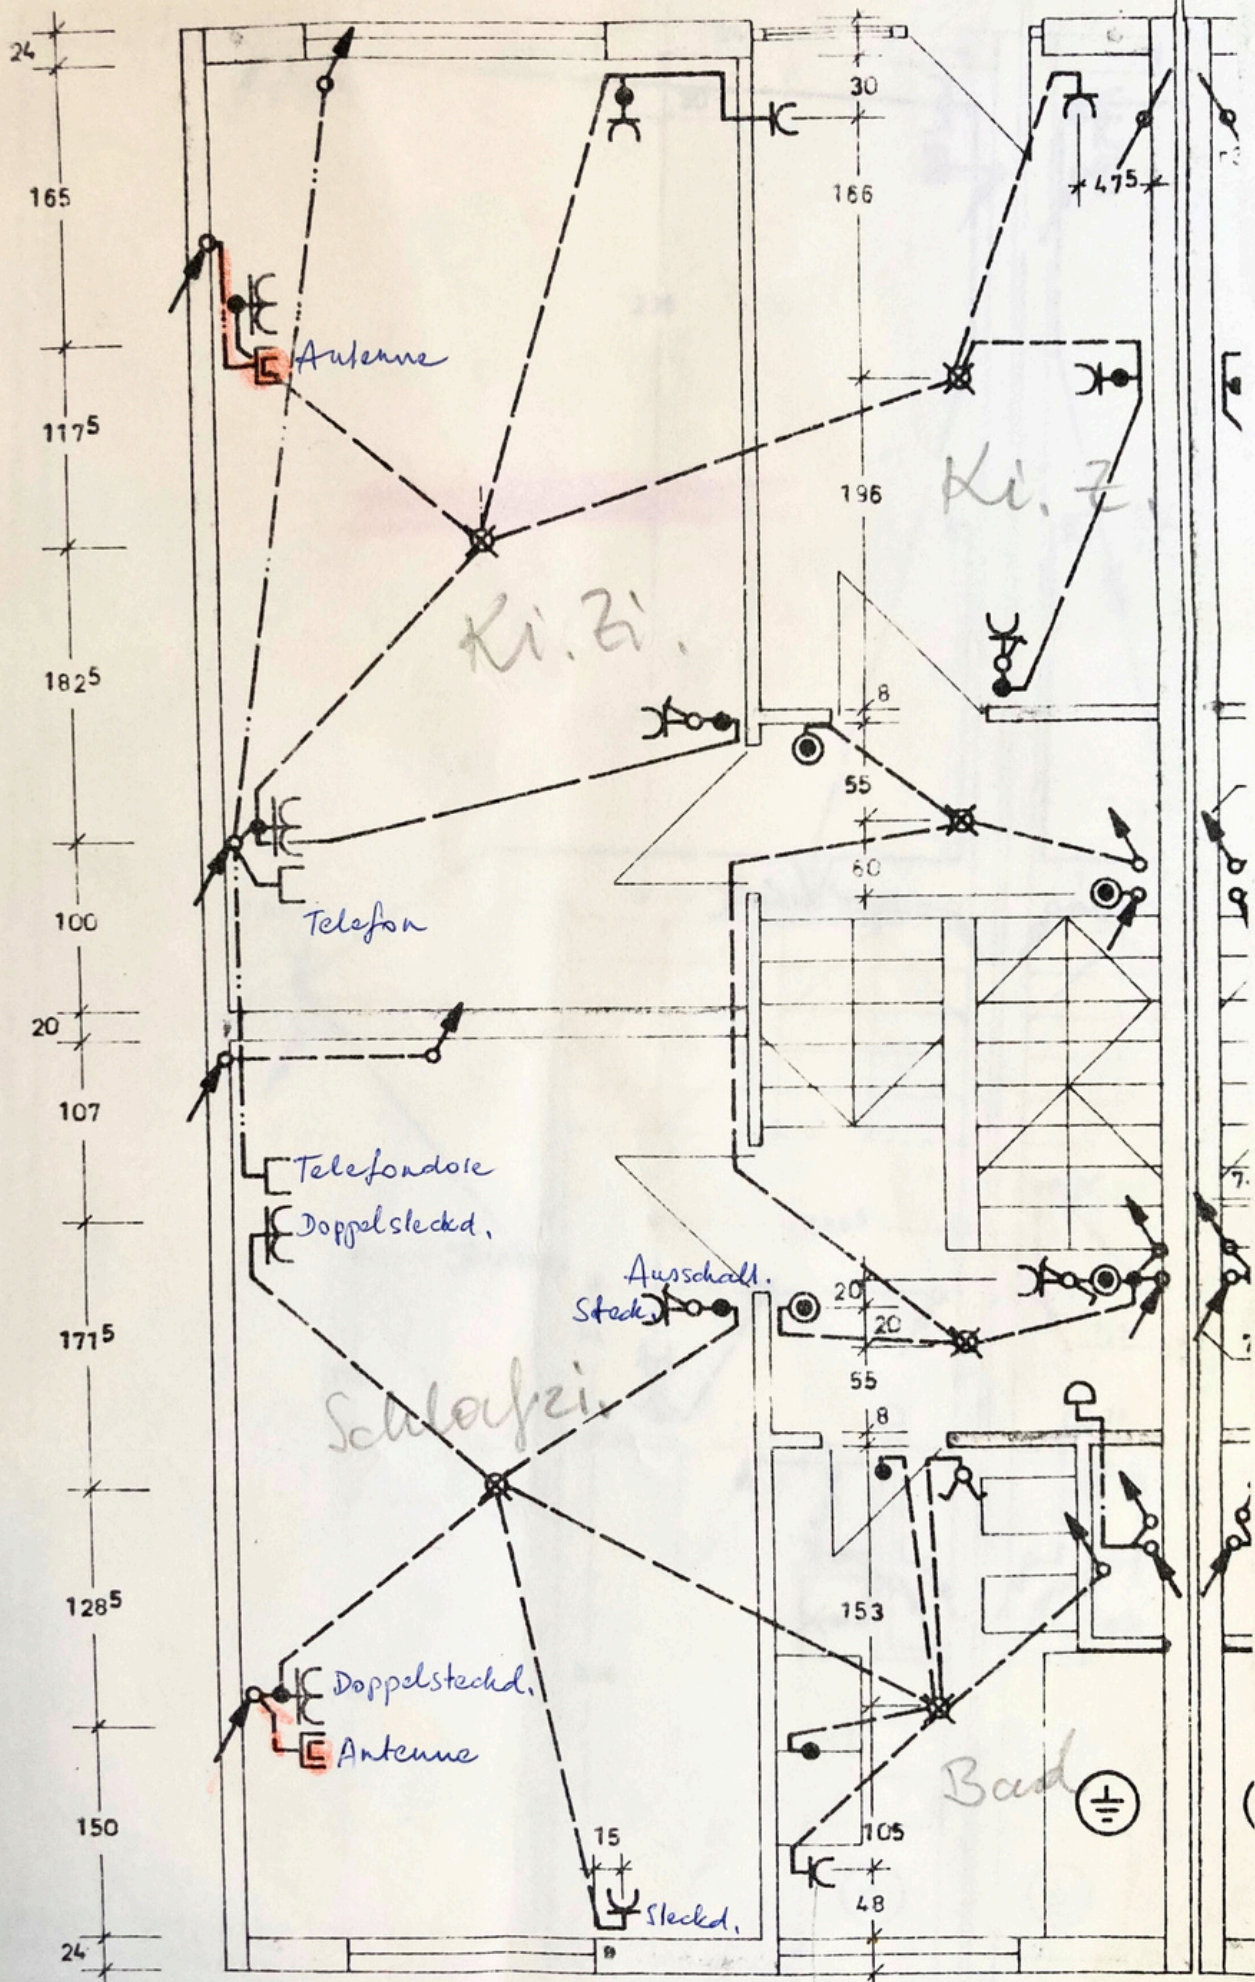 24
30
165
166
47⁵
Antenne
117⁵
196
Ki. Z.
Ki. Zi.
182⁵
8
55
60
100
Telefon
20
107
Telefondose
Doppelsteckd.
7.
Ausschalt.
Steck.
20
20
171⁵
55
Schlafzi.
8
128⁵
153
Doppelsteckd.
Antenne
Bad
150
15
105
48
Steckd.
24